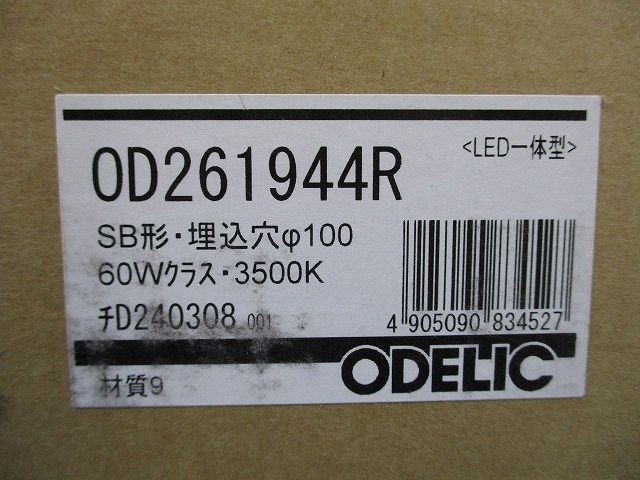 OD261944R
<LED一体型>
SB形・埋込穴φ100
60Wクラス・3500K
チD240308 001
4 905090 834527
ODELIC
材質9